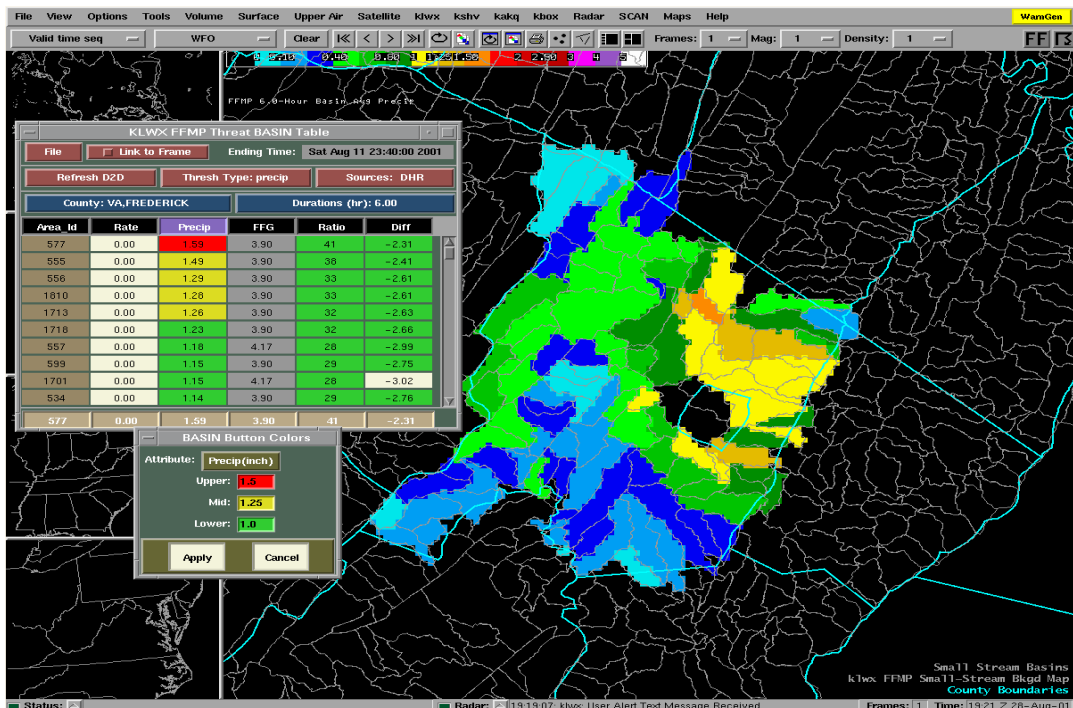 File View Options Tools Volume Surface Upper Air Satellite klwx kshv kakq kbox Radar SCAN Maps Help WarnGen
Valid time seq WFO Clear Frames: 1 Mag: 1 Density: 1 FF
FFMP 6.0-Hour Basin Avg Precip
KLWX FFMP Threat BASIN Table
File Link to Frame Ending Time: Sat Aug 11 23:40:00 2001
Refresh D2D Thresh Type: precip Sources: DHR
County: VA,FREDERICK Durations (hr): 6.00
Area_Id Rate Precip FFG Ratio Diff
577 0.00 1.59 3.90 41 -2.31
555 0.00 1.49 3.90 38 -2.41
556 0.00 1.29 3.90 33 -2.61
1810 0.00 1.28 3.90 33 -2.61
1713 0.00 1.26 3.90 32 -2.63
1718 0.00 1.23 3.90 32 -2.66
557 0.00 1.18 4.17 28 -2.99
599 0.00 1.15 3.90 29 -2.75
1701 0.00 1.15 4.17 28 -3.02
534 0.00 1.14 3.90 29 -2.76
577 0.00 1.59 3.90 41 -2.31
BASIN Button Colors
Attribute: Precip(inch)
Upper: 1.5
Mid: 1.25
Lower: 1.0
Apply Cancel
Small Stream Basins
klwx FFMP Small-Stream Bkgd Map
County Boundaries
Status: Radar: 19:19:07: klwx: User Alert Text Message Received Frames: 1 Time: 19:21 Z 28-Aug-01